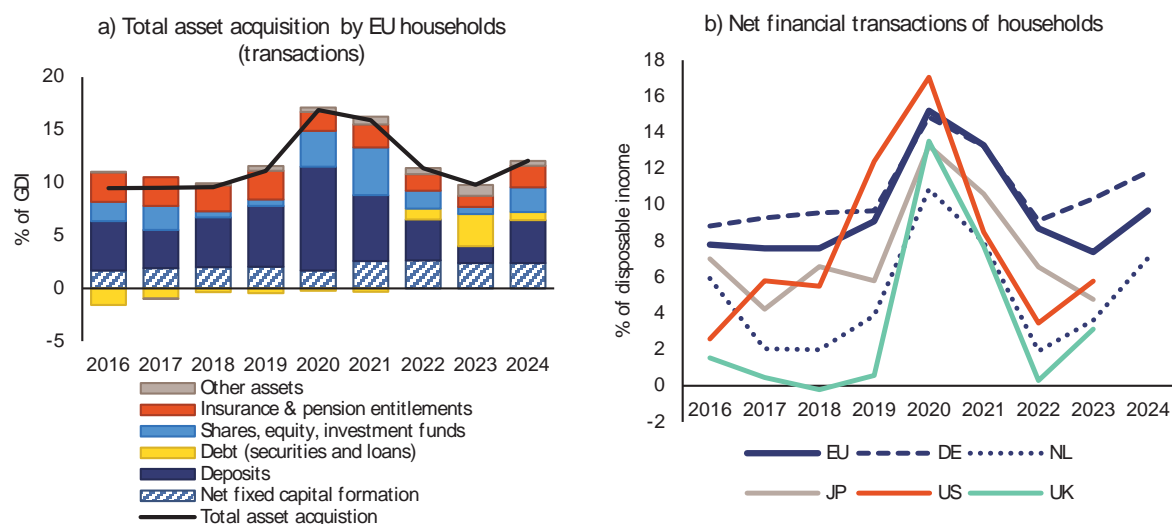 a) Total asset acquisition by EU households
(transactions)
% of GDI
20
15
10
5
0
-5
2016 2017 2018 2019 2020 2021 2022 2023 2024
Other assets
Insurance & pension entitlements
Shares, equity, investment funds
Debt (securities and loans)
Deposits
Net fixed capital formation
Total asset acquistion
b) Net financial transactions of households
% of disposable income
18
16
14
12
10
8
6
4
2
0
-2
2016 2017 2018 2019 2020 2021 2022 2023 2024
EU DE NL
JP US UK